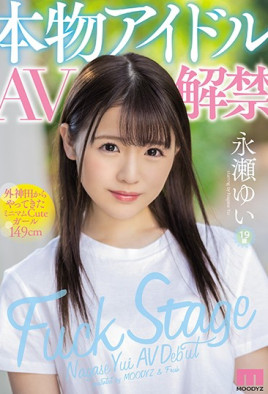 本物アイドル
AV解禁
永瀬ゆい
19歳
外神田から
やってきた
ミニマムCute
ガール
149cm
Fuck Stage
Nagase Yui AV Debut
MOODYZ